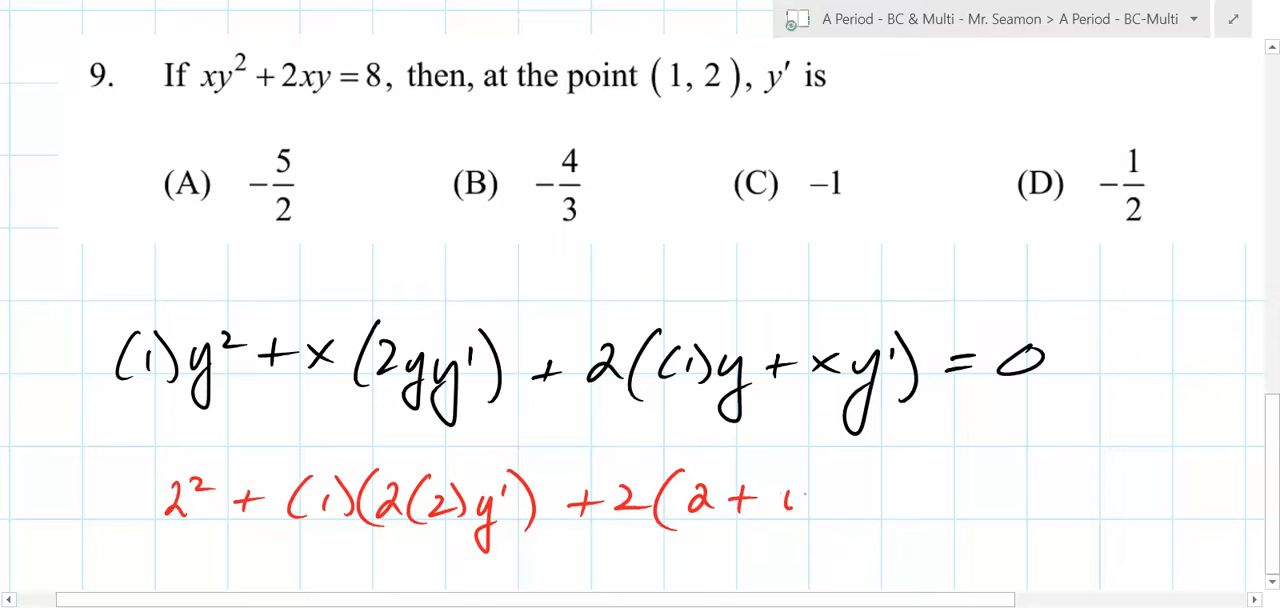 A Period - BC & Multi - Mr. Seamon > A Period - BC-Multi
9. If xy² + 2xy = 8, then, at the point (1, 2), y′ is
(A) −5/2 (B) −4/3 (C) −1 (D) −1/2
(1)y² + x(2yy') + 2((1)y + xy') = 0
2² + (1)(2(2)y') + 2(2 + (